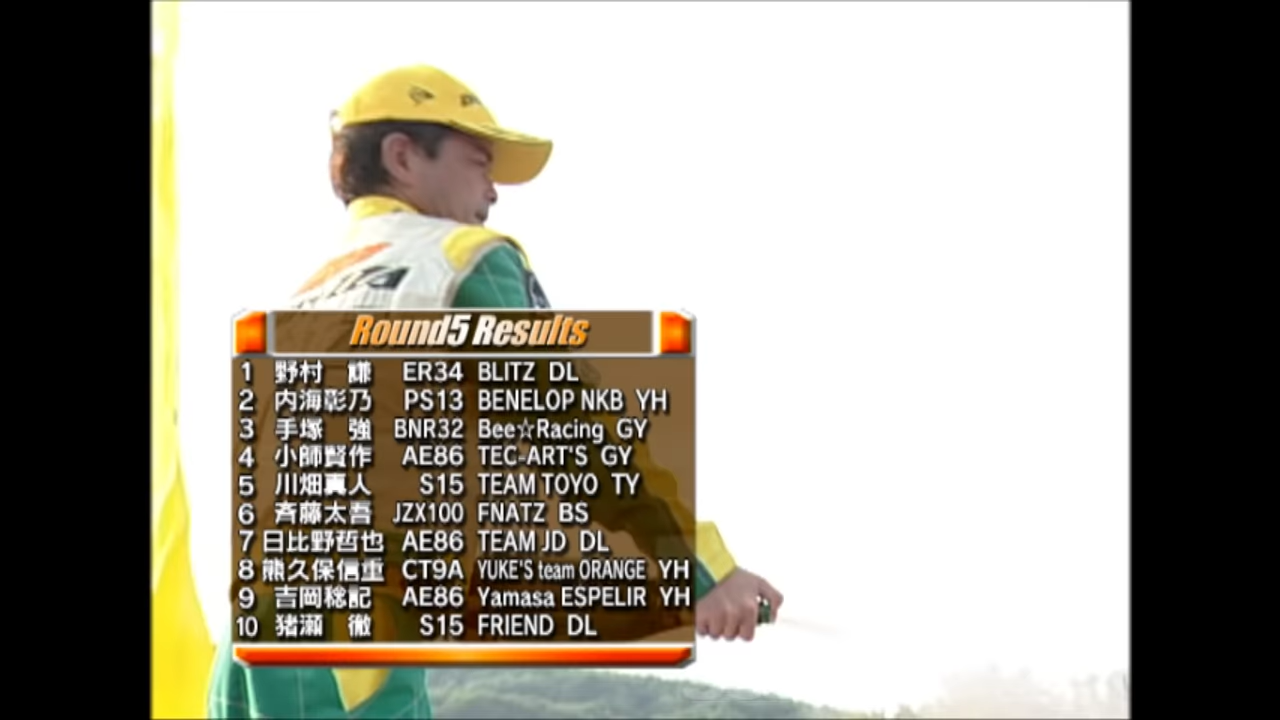 Round5 Results
1 野村 謙 ER34 BLITZ DL
2 内海彰乃 PS13 BENELOP NKB YH
3 手塚 強 BNR32 Bee☆Racing GY
4 小師賢作 AE86 TEC-ART'S GY
5 川畑真人 S15 TEAM TOYO TY
6 斉藤太吾 JZX100 FNATZ BS
7 日比野哲也 AE86 TEAM JD DL
8 熊久保信重 CT9A YUKE'S team ORANGE YH
9 吉岡稔記 AE86 Yamasa ESPELIR YH
10 猪瀬 徹 S15 FRIEND DL